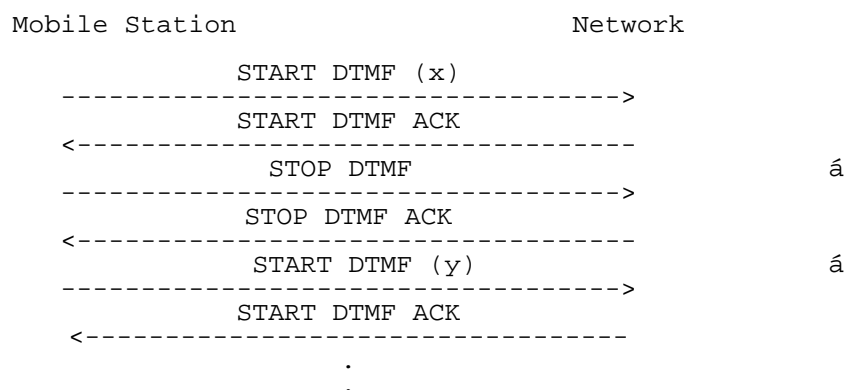 Mobile Station Network
START DTMF (x)
----------------------------------->
START DTMF ACK
<-----------------------------------
STOP DTMF á
----------------------------------->
STOP DTMF ACK
<-----------------------------------
START DTMF (y) á
----------------------------------->
START DTMF ACK
<----------------------------------
.
.